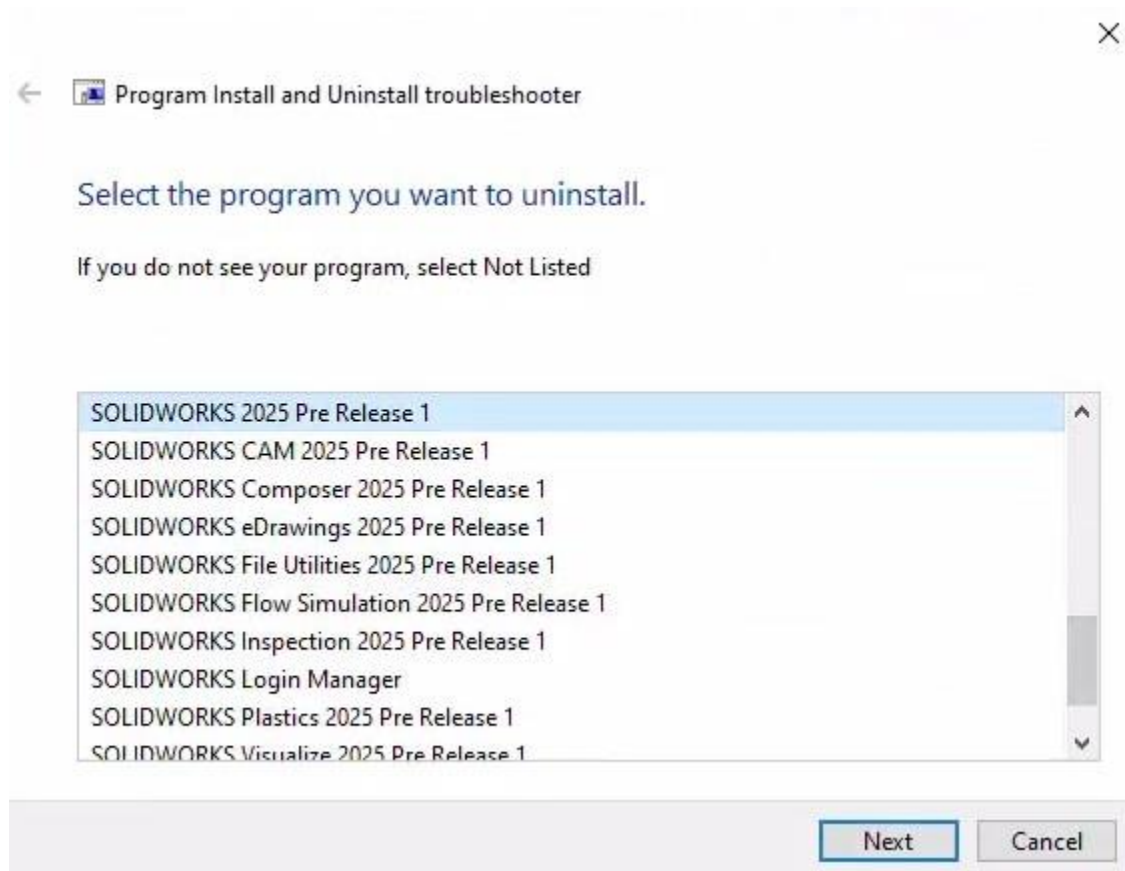 Program Install and Uninstall troubleshooter
Select the program you want to uninstall.
If you do not see your program, select Not Listed
SOLIDWORKS 2025 Pre Release 1
SOLIDWORKS CAM 2025 Pre Release 1
SOLIDWORKS Composer 2025 Pre Release 1
SOLIDWORKS eDrawings 2025 Pre Release 1
SOLIDWORKS File Utilities 2025 Pre Release 1
SOLIDWORKS Flow Simulation 2025 Pre Release 1
SOLIDWORKS Inspection 2025 Pre Release 1
SOLIDWORKS Login Manager
SOLIDWORKS Plastics 2025 Pre Release 1
SOLIDWORKS Visualize 2025 Pre Release 1
Next Cancel